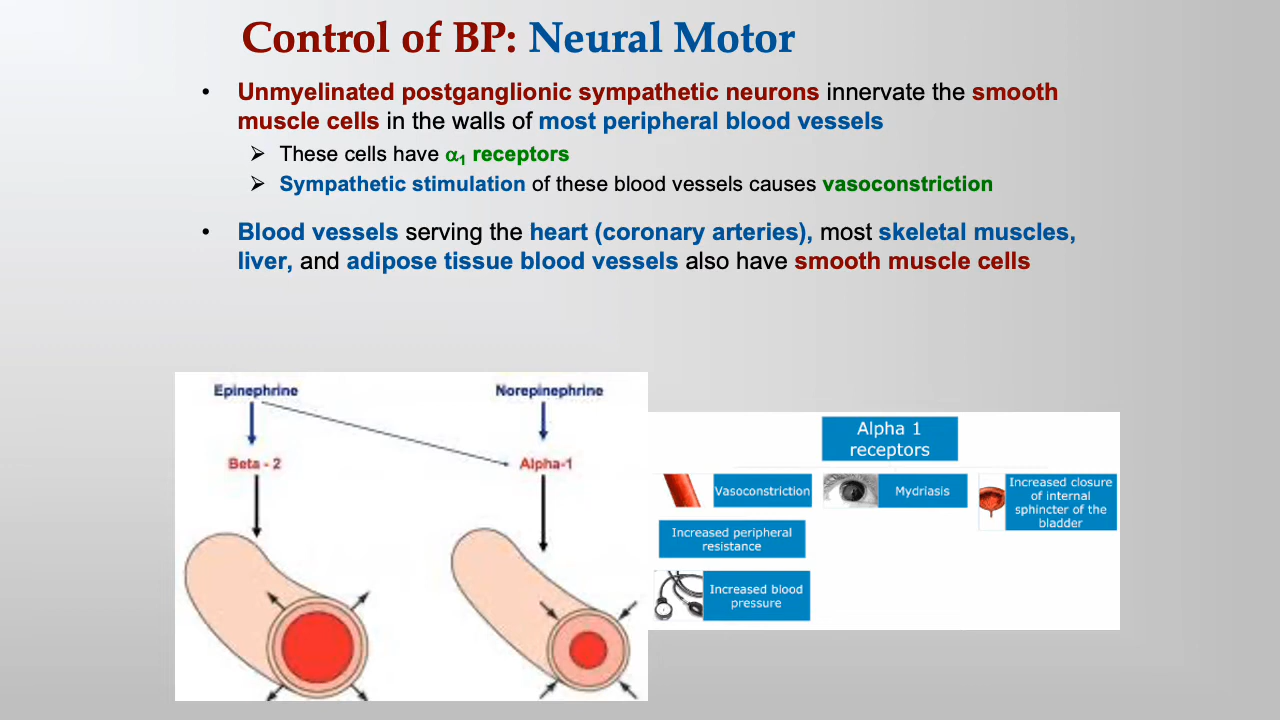 Control of BP: Neural Motor
• Unmyelinated postganglionic sympathetic neurons innervate the smooth
muscle cells in the walls of most peripheral blood vessels
➢ These cells have α1 receptors
➢ Sympathetic stimulation of these blood vessels causes vasoconstriction
• Blood vessels serving the heart (coronary arteries), most skeletal muscles,
liver, and adipose tissue blood vessels also have smooth muscle cells
Epinephrine
Norepinephrine
Beta - 2
Alpha-1
Alpha 1
receptors
Vasoconstriction
Mydriasis
Increased closure
of internal
sphincter of the
bladder
Increased peripheral
resistance
Increased blood
pressure